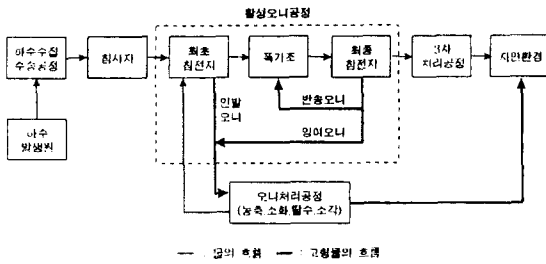 활성오니공정
하수수집
수송공정
침사지
최초
침전지
폭기조
최종
침전지
3차
처리공정
자연환경
하수
발생원
인발
오니
반송오니
잉여오니
오니처리공정
(농축,소화,탈수,소각)
: 물의 흐름
: 고형물의 흐름